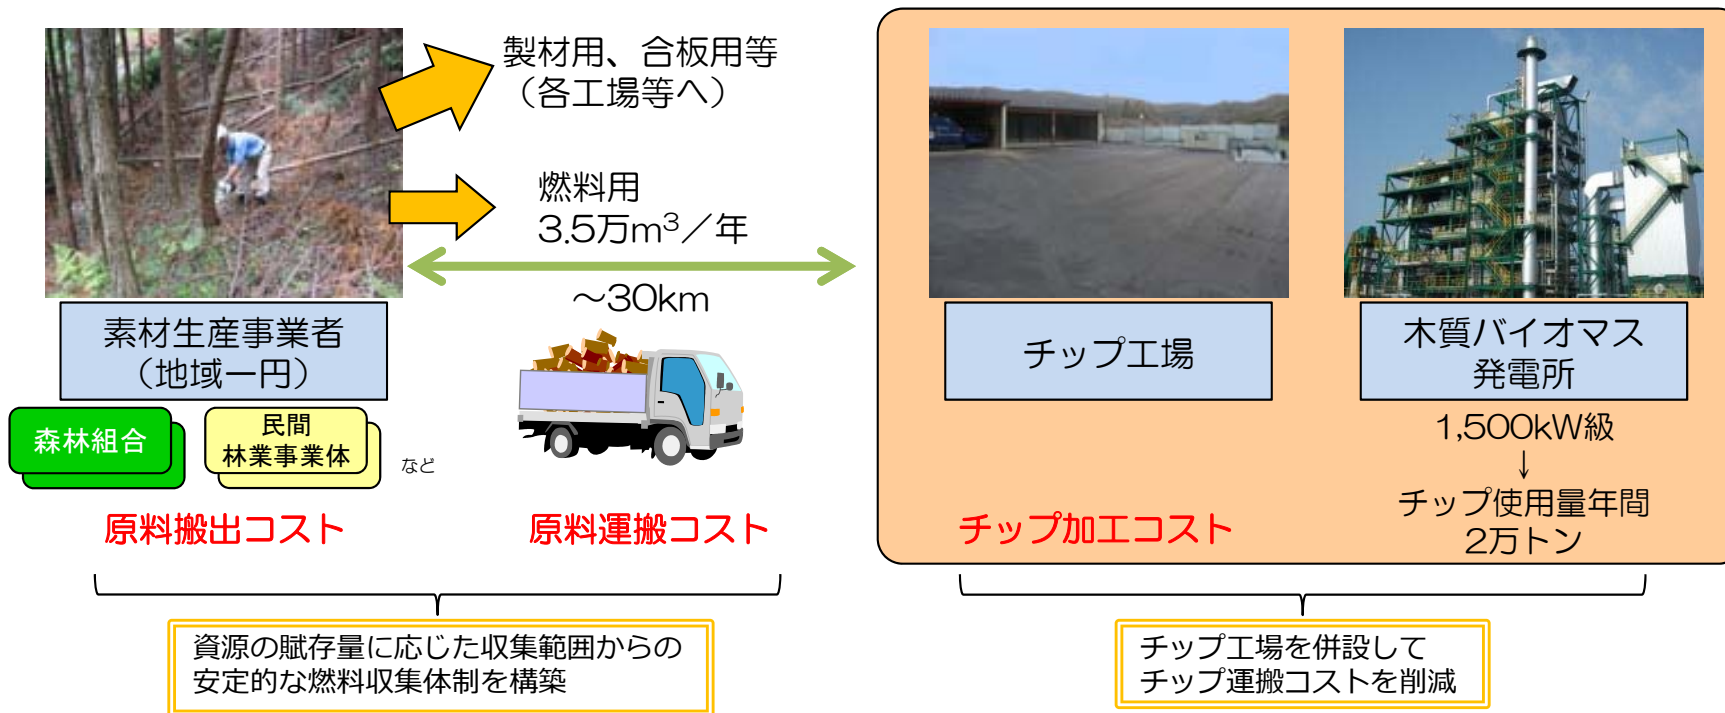 製材用、合板用等
（各工場等へ）
燃料用
3.5万m³／年
～30km
素材生産事業者
（地域一円）
森林組合
民間
林業事業体
など
原料搬出コスト
原料運搬コスト
チップ工場
木質バイオマス
発電所
1,500kW級
↓
チップ使用量年間
2万トン
チップ加工コスト
資源の賦存量に応じた収集範囲からの
安定的な燃料収集体制を構築
チップ工場を併設して
チップ運搬コストを削減